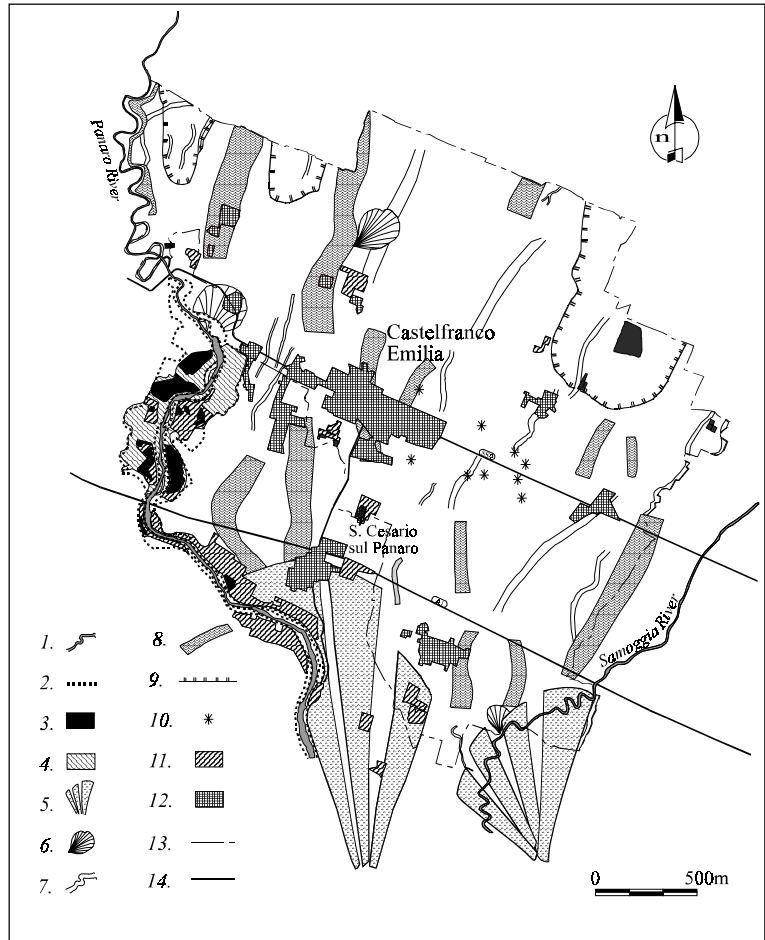 Panaro River
n
Castelfranco
Emilia
S. Cesario
sul Panaro
Samoggia River
1.
2.
3.
4.
5.
6.
7.
8.
9.
10.
11.
12.
13.
14.
0 500m